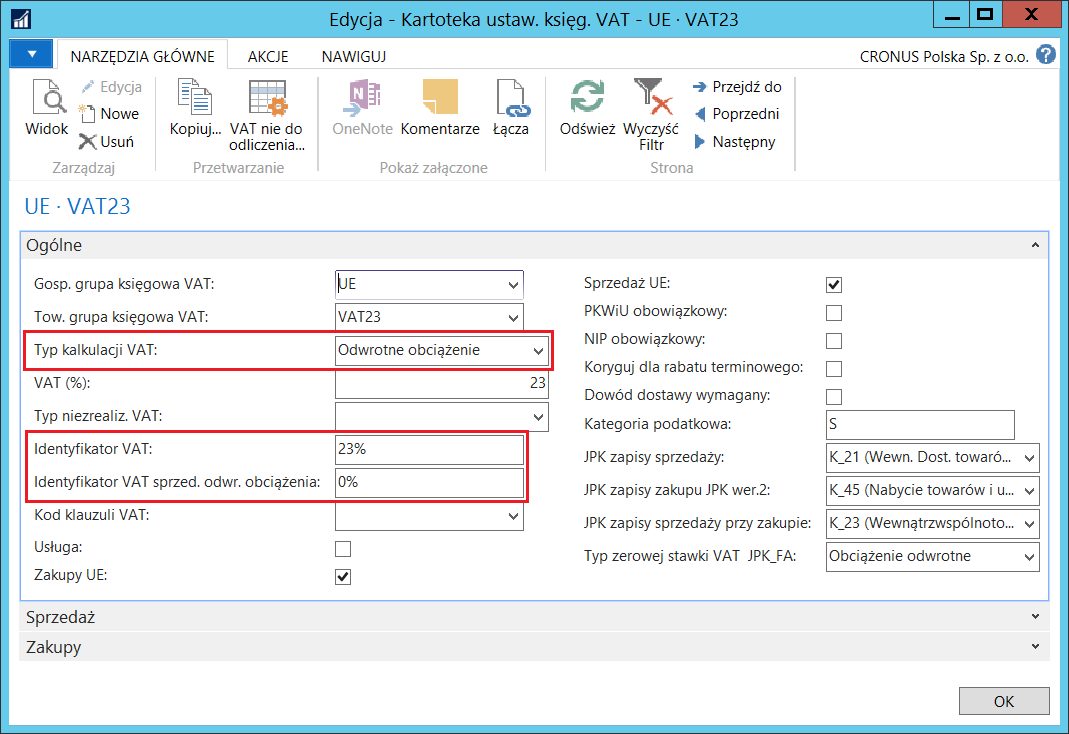 Edycja - Kartoteka ustaw. księg. VAT - UE · VAT23
NARZĘDZIA GŁÓWNE AKCJE NAWIGUJ CRONUS Polska Sp. z o.o. ?
Widok
Edycja
Nowe
Usuń
Zarządzaj
Kopiuj...
VAT nie do
odliczenia...
Przetwarzanie
OneNote
Komentarze
Łącza
Pokaż załączone
Odśwież
Wyczyść
Filtr
Przejdź do
Poprzedni
Następny
Strona
UE · VAT23
Ogólne
Gosp. grupa księgowa VAT: UE
Tow. grupa księgowa VAT: VAT23
Typ kalkulacji VAT: Odwrotne obciążenie
VAT (%): 23
Typ niezrealiz. VAT:
Identyfikator VAT: 23%
Identyfikator VAT sprzed. odwr. obciążenia: 0%
Kod klauzuli VAT:
Usługa:
Zakupy UE:
Sprzedaż UE:
PKWiU obowiązkowy:
NIP obowiązkowy:
Koryguj dla rabatu terminowego:
Dowód dostawy wymagany:
Kategoria podatkowa: S
JPK zapisy sprzedaży: K_21 (Wewn. Dost. towaró...
JPK zapisy zakupu JPK wer.2: K_45 (Nabycie towarów i u...
JPK zapisy sprzedaży przy zakupie: K_23 (Wewnątrzwspólnoto...
Typ zerowej stawki VAT JPK_FA: Obciążenie odwrotne
Sprzedaż
Zakupy
OK